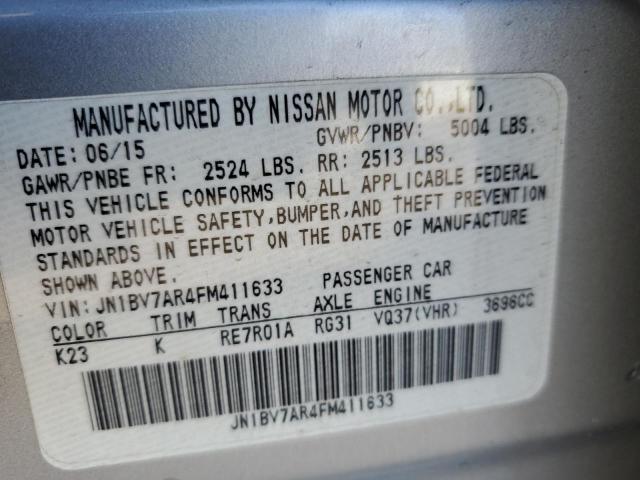 MANUFACTURED BY NISSAN MOTOR CO.,LTD.
DATE: 06/15 GVWR/PNBV: 5004 LBS.
GAWR/PNBE FR: 2524 LBS. RR: 2513 LBS.
THIS VEHICLE CONFORMS TO ALL APPLICABLE FEDERAL
MOTOR VEHICLE SAFETY,BUMPER,AND THEFT PREVENTION
STANDARDS IN EFFECT ON THE DATE OF MANUFACTURE
SHOWN ABOVE.
VIN: JN1BV7AR4FM411633 PASSENGER CAR
COLOR TRIM TRANS AXLE ENGINE
K23 K RE7R01A RG31 VQ37(VHR) 3696CC
JN1BV7AR4FM411633